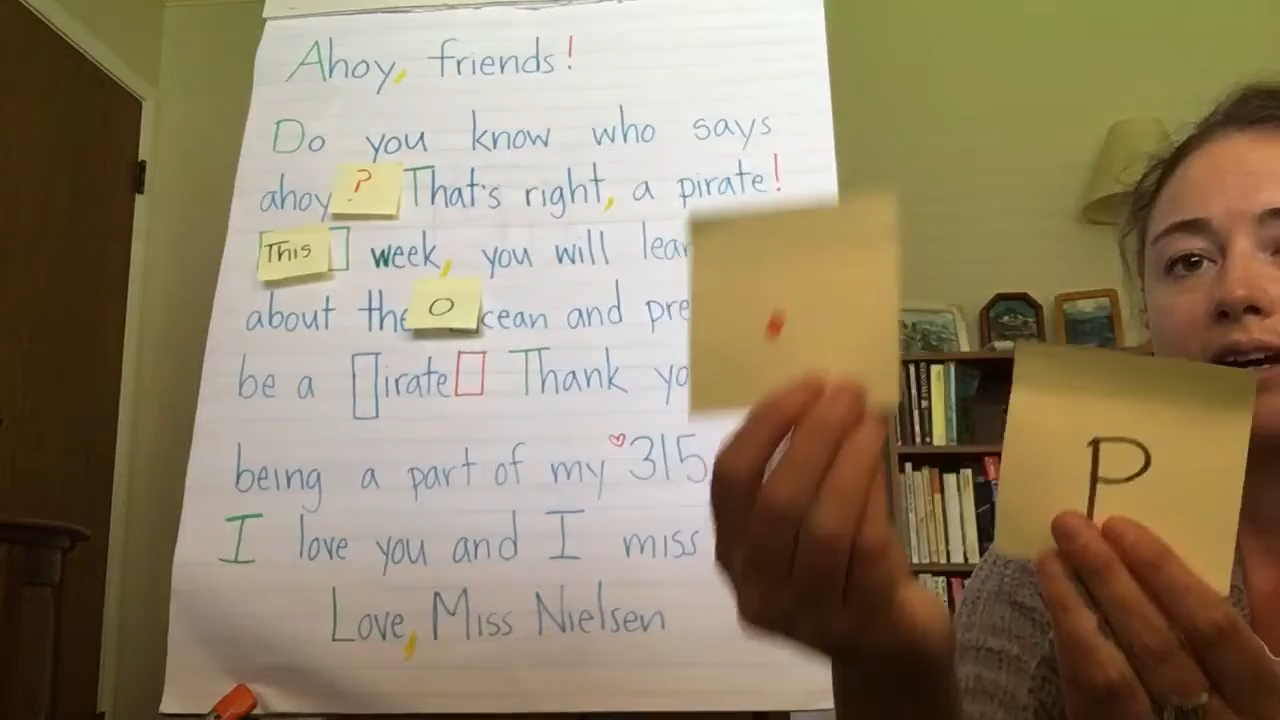 Ahoy, friends!
Do you know who says
ahoy? That's right, a pirate!
This week, you will lear
about the Ocean and pre
be a irate Thank yo
being a part of my 315
I love you and I miss
Love, Miss Nielsen
.
P